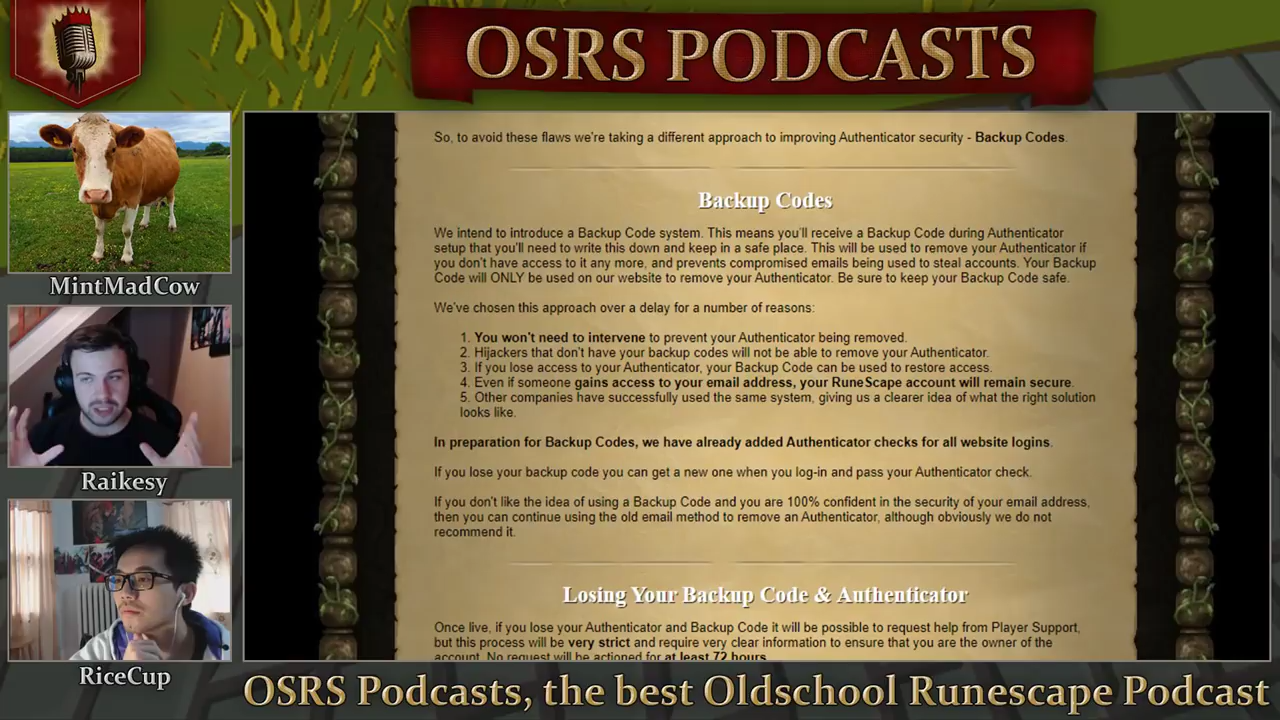 OSRS PODCASTS
MintMadCow
Raikesy
RiceCup
So, to avoid these flaws we're taking a different approach to improving Authenticator security - Backup Codes.
Backup Codes
We intend to introduce a Backup Code system. This means you'll receive a Backup Code during Authenticator
setup that you'll need to write this down and keep in a safe place. This will be used to remove your Authenticator if
you don't have access to it any more, and prevents compromised emails being used to steal accounts. Your Backup
Code will ONLY be used on our website to remove your Authenticator. Be sure to keep your Backup Code safe.
We've chosen this approach over a delay for a number of reasons:
1. You won't need to intervene to prevent your Authenticator being removed.
2. Hijackers that don't have your backup codes will not be able to remove your Authenticator.
3. If you lose access to your Authenticator, your Backup Code can be used to restore access.
4. Even if someone gains access to your email address, your RuneScape account will remain secure.
5. Other companies have successfully used the same system, giving us a clearer idea of what the right solution
looks like.
In preparation for Backup Codes, we have already added Authenticator checks for all website logins.
If you lose your backup code you can get a new one when you log-in and pass your Authenticator check.
If you don't like the idea of using a Backup Code and you are 100% confident in the security of your email address,
then you can continue using the old email method to remove an Authenticator, although obviously we do not
recommend it.
Losing Your Backup Code & Authenticator
Once live, if you lose your Authenticator and Backup Code it will be possible to request help from Player Support,
but this process will be very strict and require very clear information to ensure that you are the owner of the
account. No request will be actioned for at least 72 hours.
OSRS Podcasts, the best Oldschool Runescape Podcast